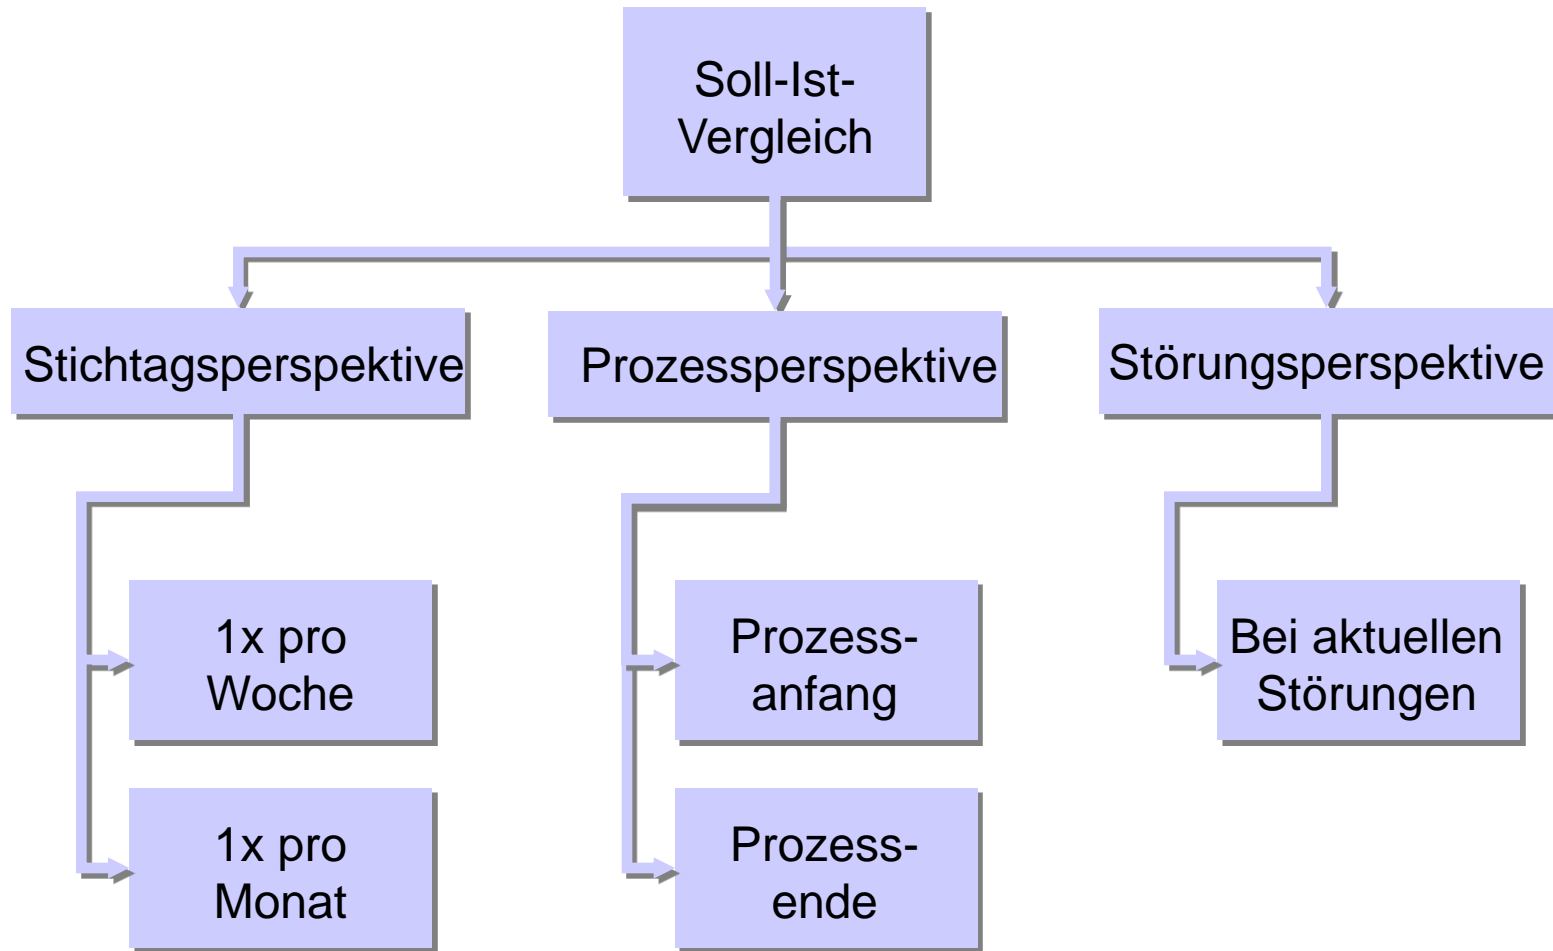 Soll-Ist-
Vergleich
Stichtagsperspektive
Prozessperspektive
Störungsperspektive
1x pro
Woche
Prozess-
anfang
Bei aktuellen
Störungen
1x pro
Monat
Prozess-
ende